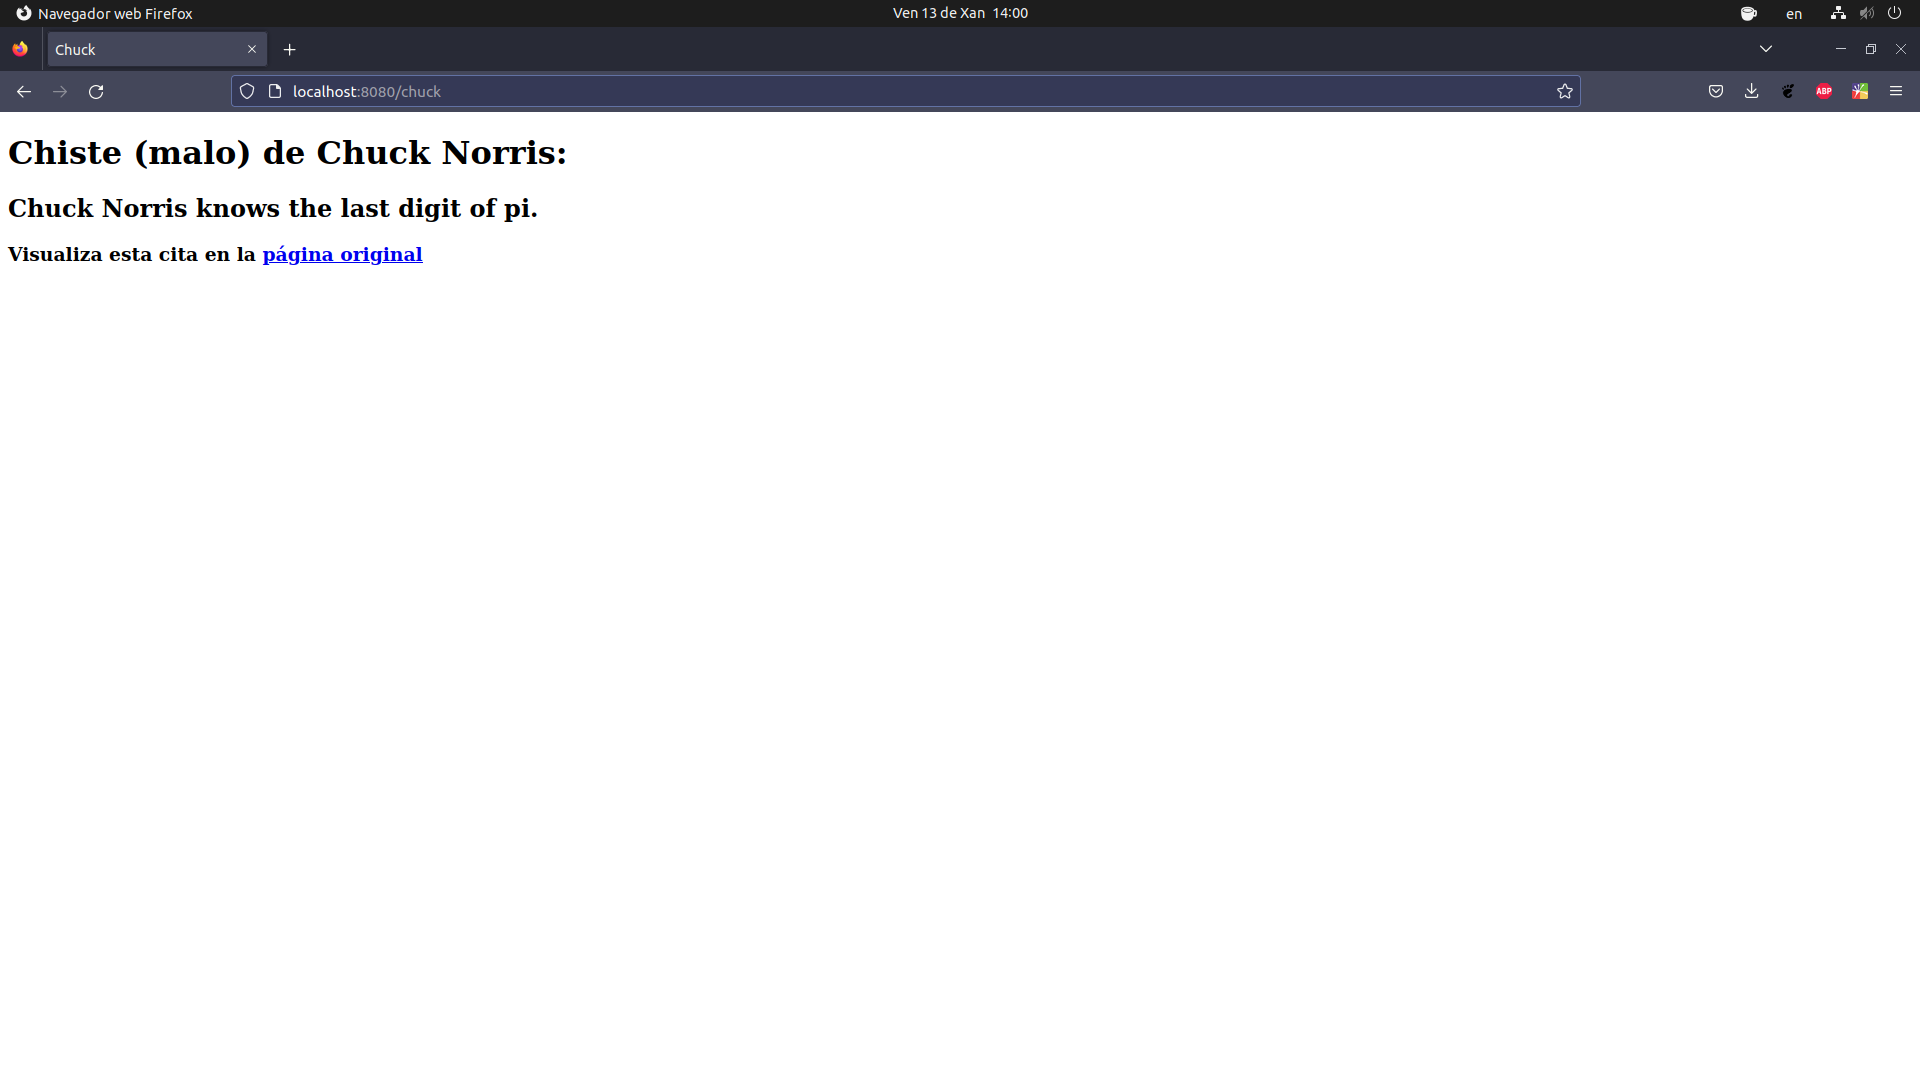 Navegador web Firefox
Ven 13 de Xan 14:00
en
Chuck
localhost:8080/chuck
ABP
Chiste (malo) de Chuck Norris:
Chuck Norris knows the last digit of pi.
Visualiza esta cita en la página original